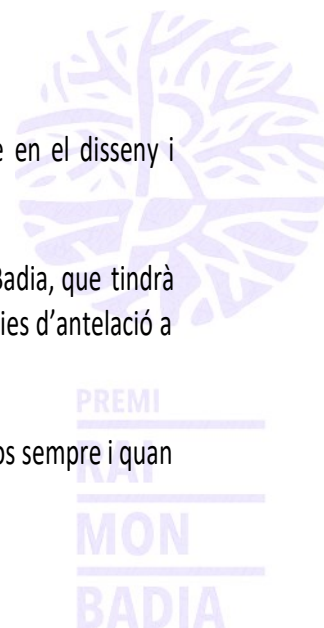 e en el disseny i
Badia, que tindrà
ies d’antelació a
PREMI
os sempre i quan
RAI
MON
BADIA